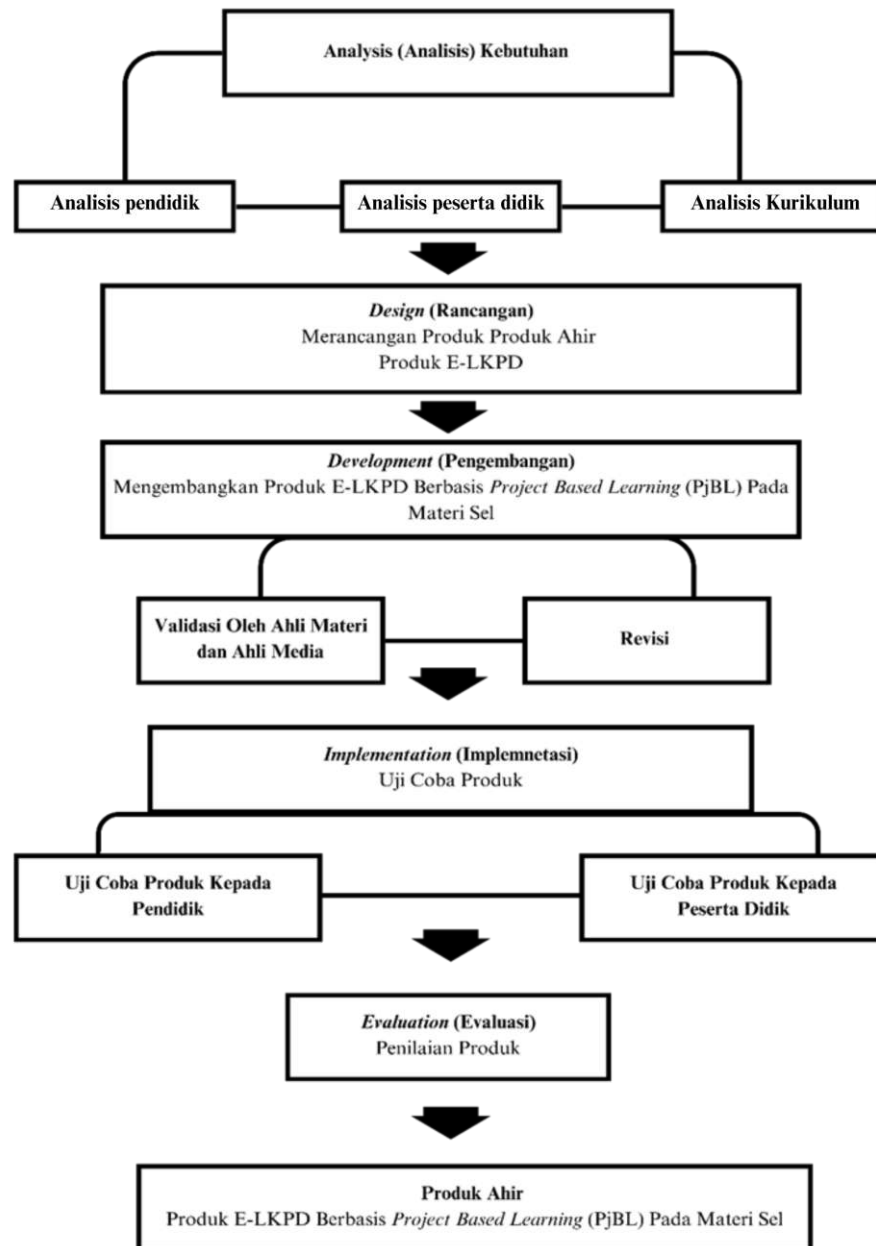 Analysis (Analisis) Kebutuhan
Analisis pendidik
Analisis peserta didik
Analisis Kurikulum
Design (Rancangan)
Merancangan Produk Produk Ahir
Produk E-LKPD
Development (Pengembangan)
Mengembangkan Produk E-LKPD Berbasis Project Based Learning (PjBL) Pada
Materi Sel
Validasi Oleh Ahli Materi
dan Ahli Media
Revisi
Implementation (Implemnetasi)
Uji Coba Produk
Uji Coba Produk Kepada
Pendidik
Uji Coba Produk Kepada
Peserta Didik
Evaluation (Evaluasi)
Penilaian Produk
Produk Ahir
Produk E-LKPD Berbasis Project Based Learning (PjBL) Pada Materi Sel